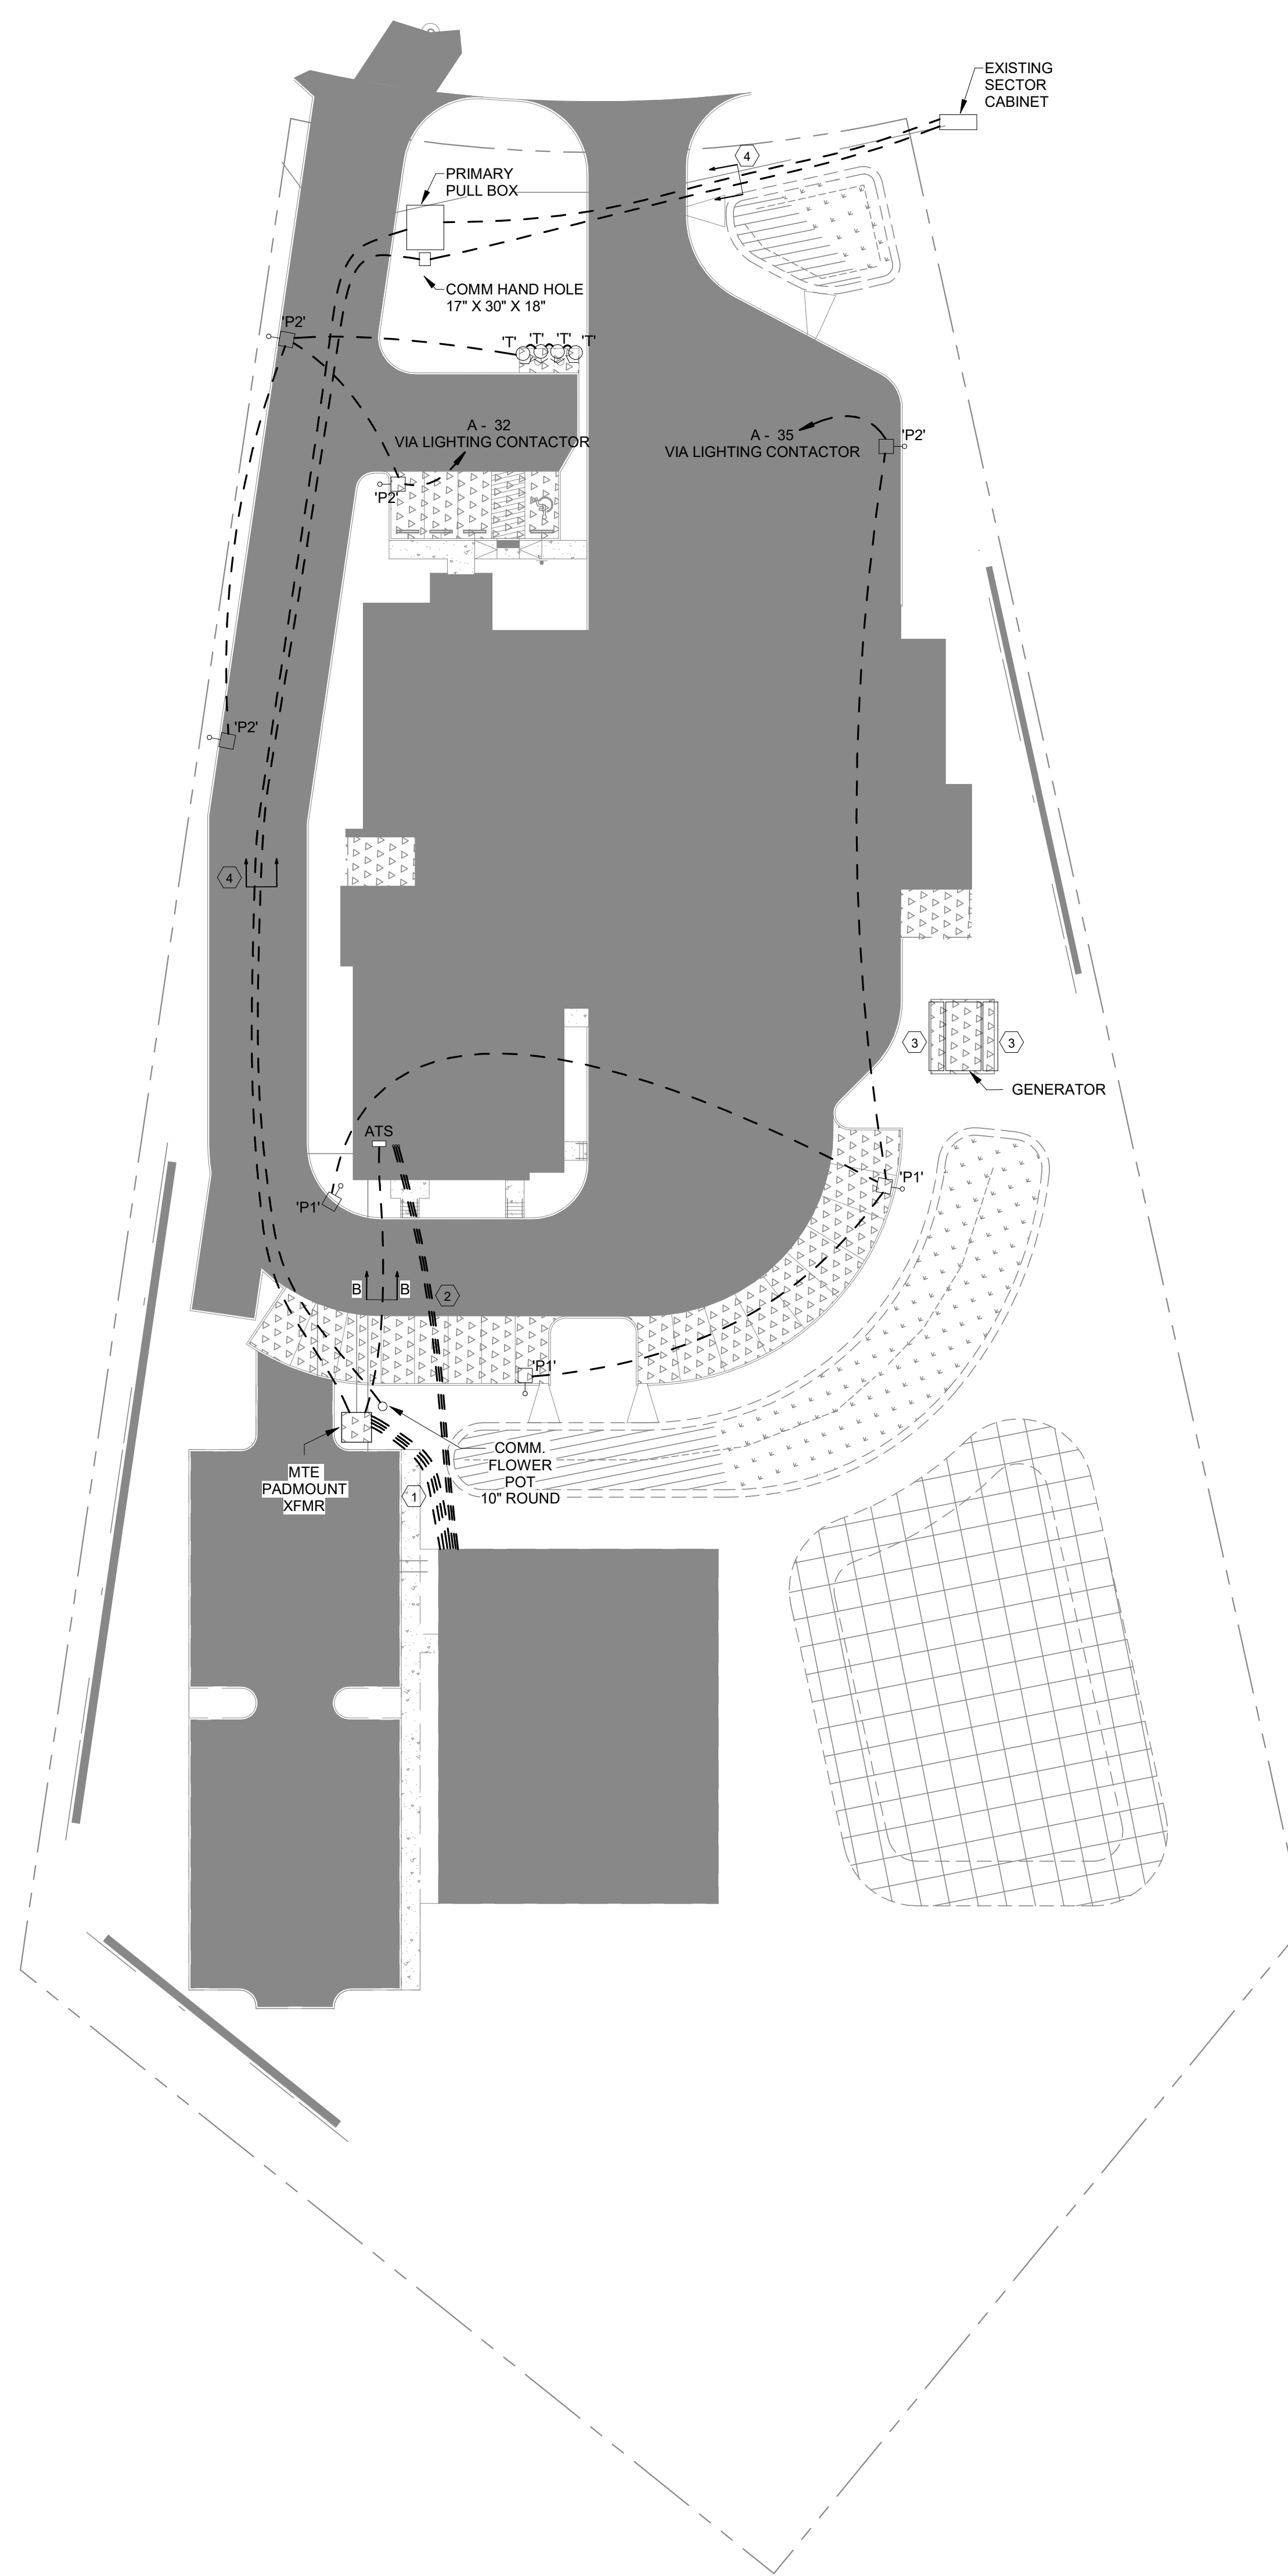 EXISTING
SECTOR
CABINET
4
PRIMARY
PULL BOX
COMM HAND HOLE
17" X 30" X 18"
'P2'
'T'
'T'
'T'
'T'
A - 32
VIA LIGHTING CONTACTOR
A - 35
VIA LIGHTING CONTACTOR
'P2'
'P2'
'P2'
4
3
3
GENERATOR
ATS
'P1'
'P1'
B
B
2
'P1'
COMM.
FLOWER
POT
10" ROUND
MTE
PADMOUNT
XFMR
1